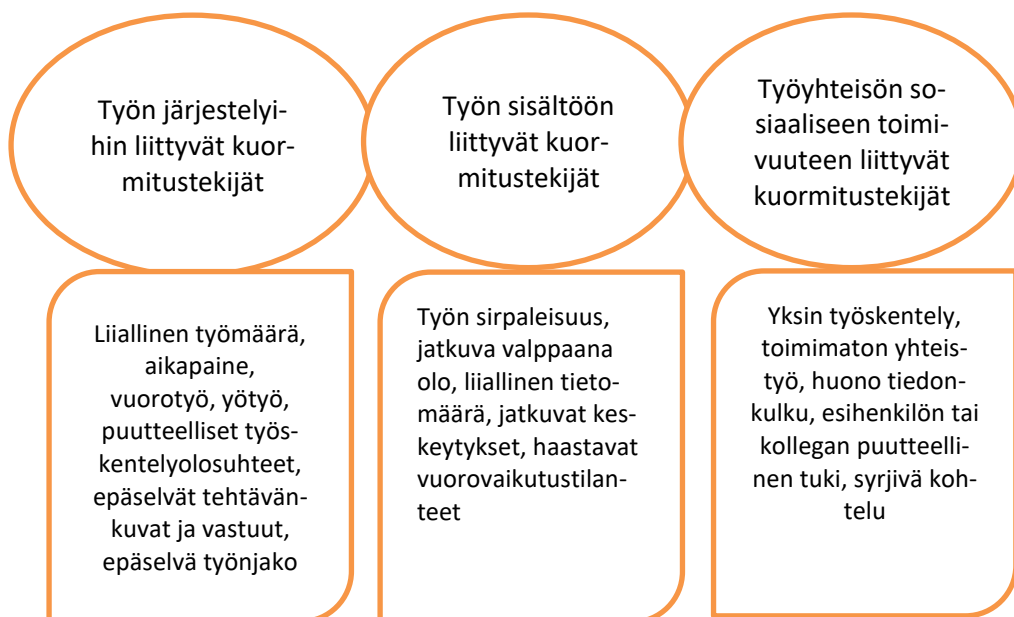 Työn järjestelyi-
hin liittyvät kuor-
mitustekijät
Työn sisältöön
liittyvät kuor-
mitustekijät
Työyhteisön so-
siaaliseen toimi-
vuuteen liittyvät
kuormitustekijät
Liiallinen työmäärä,
aikapaine,
vuorotyö, yötyö,
puutteelliset työs-
kentelyolosuhteet,
epäselvät tehtävän-
kuvat ja vastuut,
epäselvä työnjako
Työn sirpaleisuus,
jatkuva valppaana
olo, liiallinen tieto-
määrä, jatkuvat kes-
keytykset, haastavat
vuorovaikutustilan-
teet
Yksin työskentely,
toimimaton yhteis-
työ, huono tiedon-
kulku, esihenkilön tai
kollegan puutteelli-
nen tuki, syrjivä koh-
telu